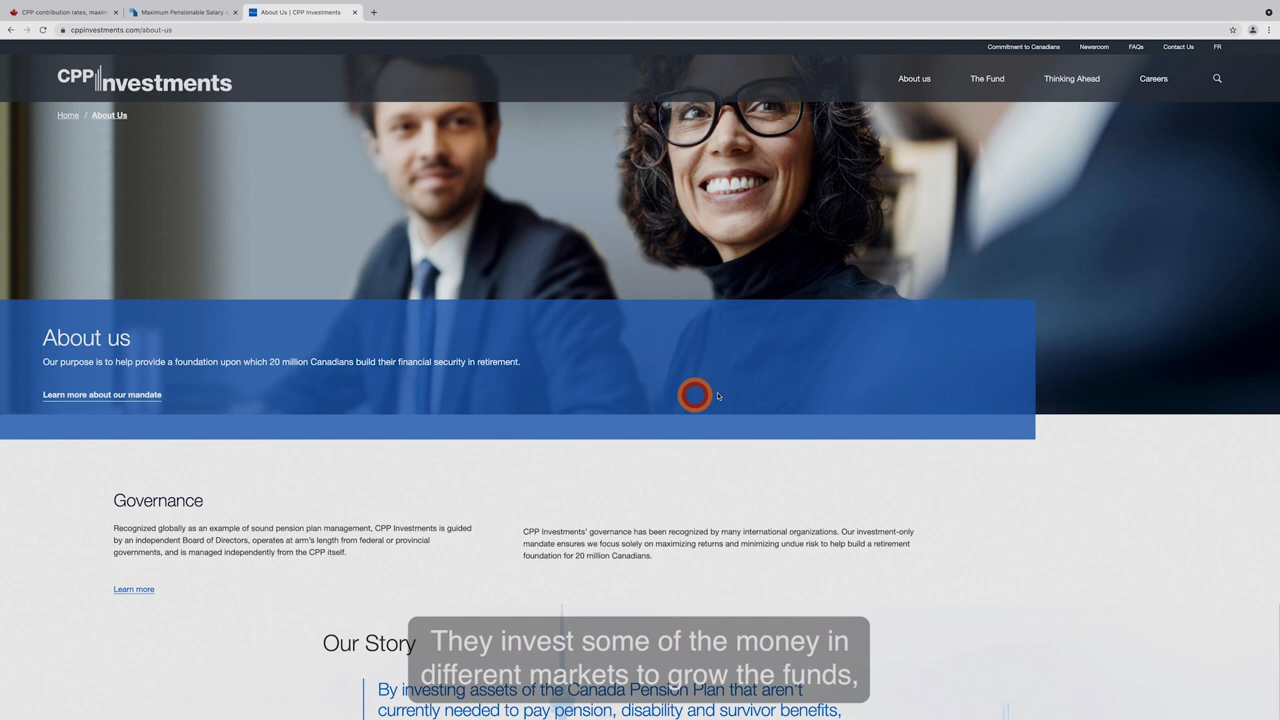 CPP contribution rates, maxim
Maximum Pensionable Salary
About Us | CPP Investments
cppinvestments.com/about-us
Commitment to Canadians Newsroom FAQs Contact Us FR
CPP Investments
About us The Fund Thinking Ahead Careers
Home / About Us
About us
Our purpose is to help provide a foundation upon which 20 million Canadians build their financial security in retirement.
Learn more about our mandate
Governance
Recognized globally as an example of sound pension plan management, CPP Investments is guided
by an independent Board of Directors, operates at arm's length from federal or provincial
governments, and is managed independently from the CPP itself.
Learn more
CPP Investments' governance has been recognized by many international organizations. Our investment-only
mandate ensures we focus solely on maximizing returns and minimizing undue risk to help build a retirement
foundation for 20 million Canadians.
Our Story
They invest some of the money in
different markets to grow the funds,
By investing assets of the Canada Pension Plan that aren't
currently needed to pay pension, disability and survivor benefits,